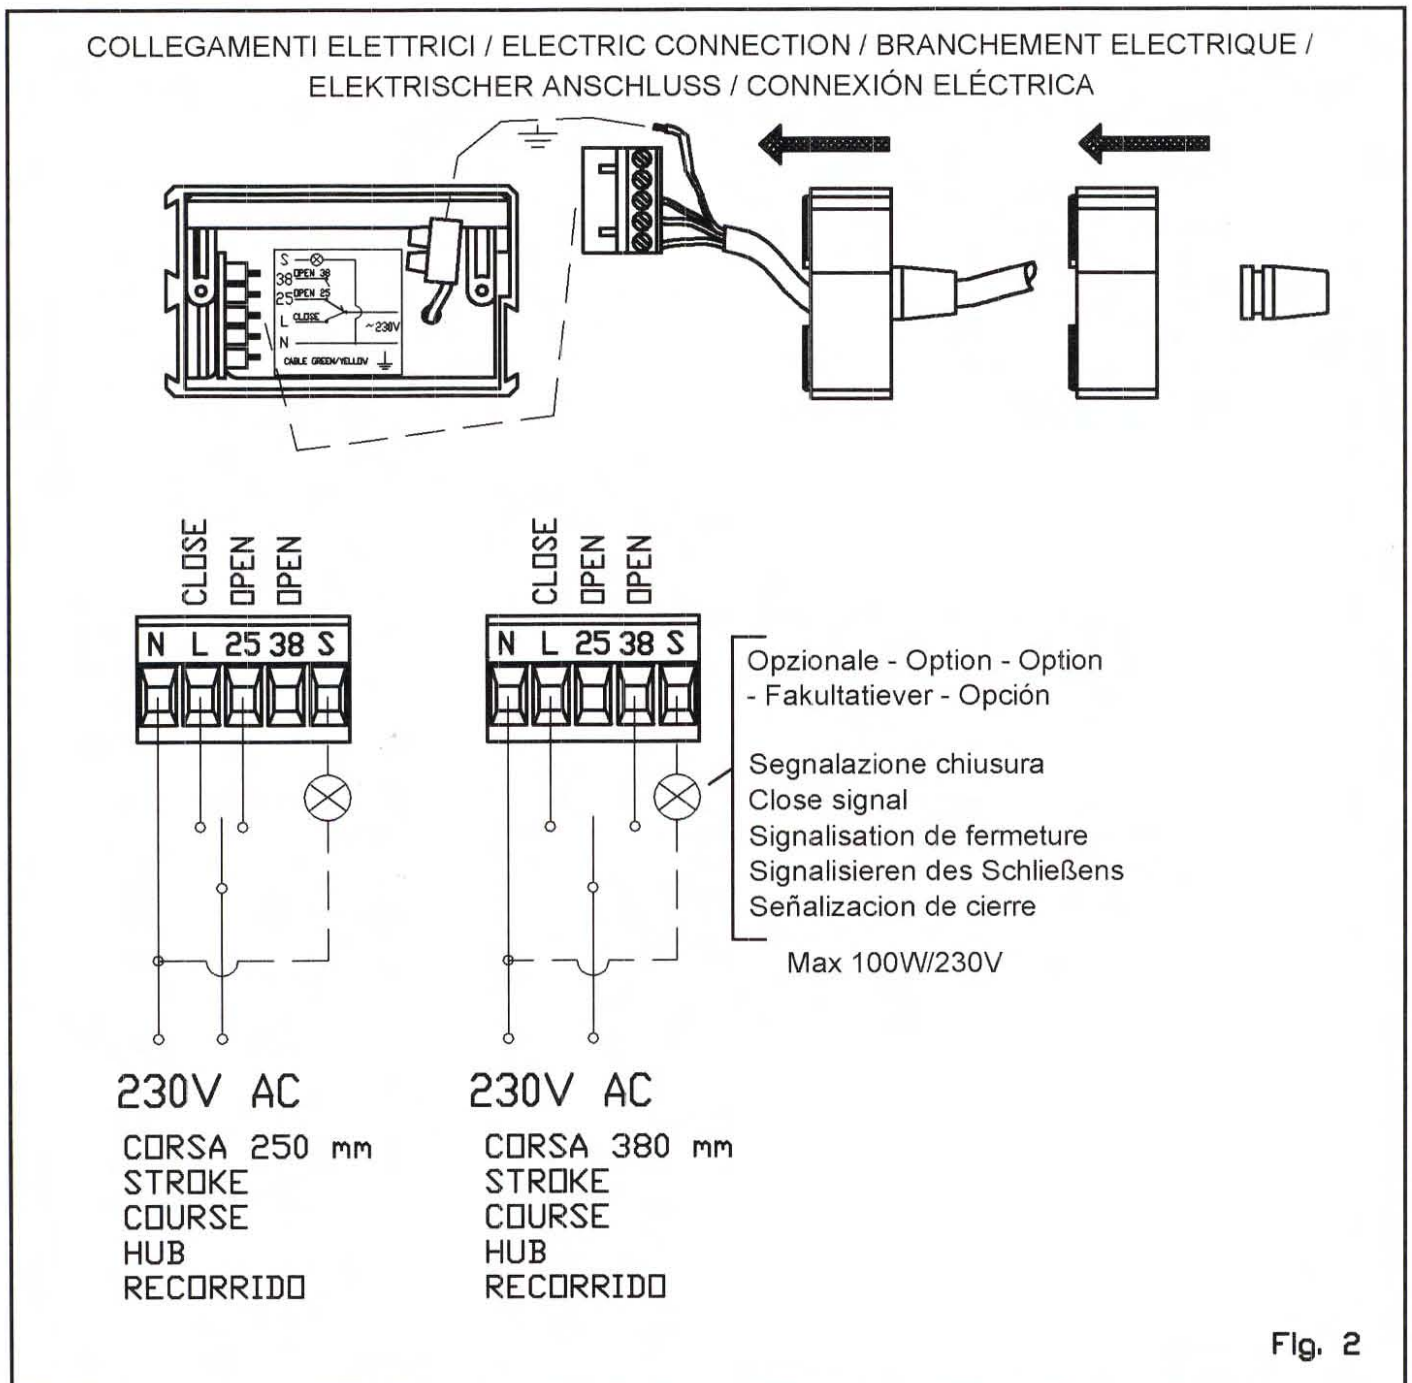 COLLEGAMENTI ELETTRICI / ELECTRIC CONNECTION / BRANCHEMENT ELECTRIQUE /
ELEKTRISCHER ANSCHLUSS / CONNEXIÓN ELÉCTRICA
S
38 OPEN 38
25 OPEN 25
L CLOSE
~230V
N
CABLE GREEN/YELLOW
CLOSE
OPEN
OPEN
N L 25 38 S
CLOSE
OPEN
OPEN
N L 25 38 S
Opzionale - Option - Option
- Fakultatiever - Opción
Segnalazione chiusura
Close signal
Signalisation de fermeture
Signalisieren des Schließens
Señalizacion de cierre
Max 100W/230V
230V AC
CORSA 250 mm
STROKE
COURSE
HUB
RECORRIDO
230V AC
CORSA 380 mm
STROKE
COURSE
HUB
RECORRIDO
Fig. 2